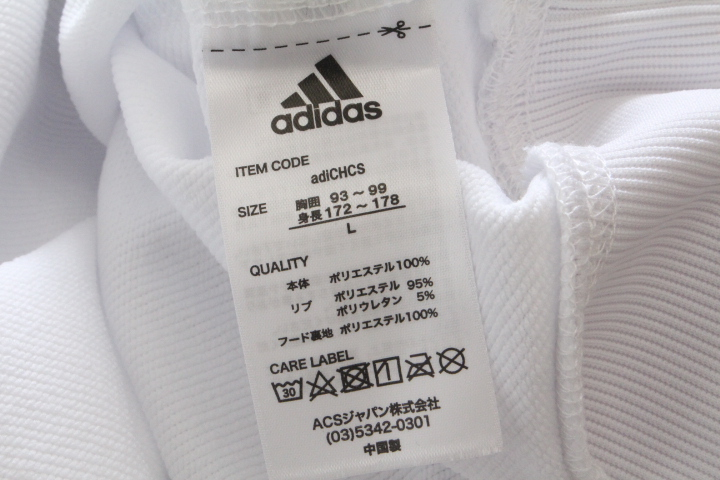 adidas
ITEM CODE
adiCHCS
SIZE 胸囲 93～99
身長 172～178
L
QUALITY
本体 ポリエステル100%
リブ ポリエステル 95%
ポリウレタン 5%
フード裏地 ポリエステル100%
CARE LABEL
30
ACSジャパン株式会社
(03)5342-0301
中国製